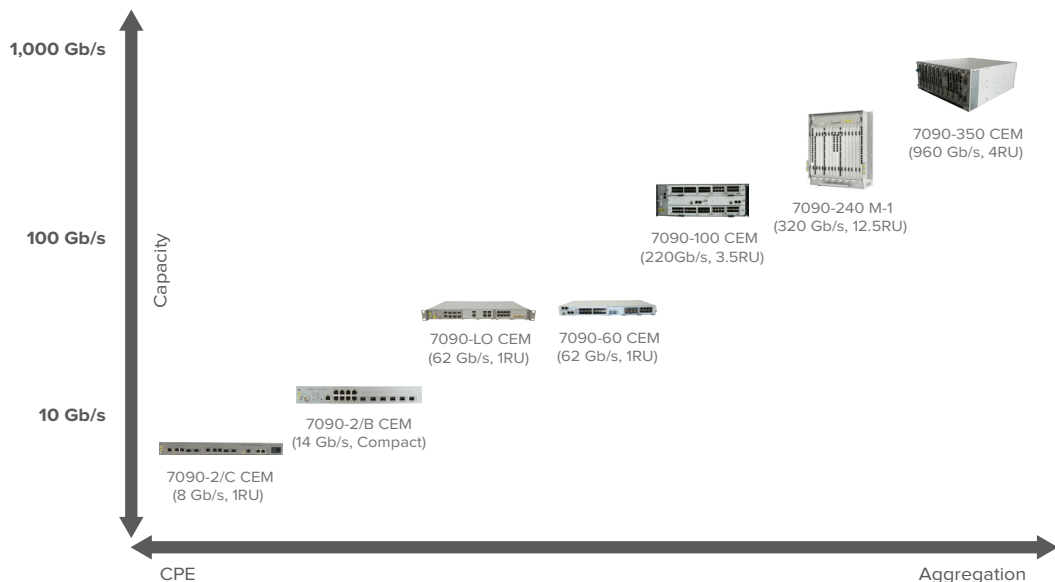 1,000 Gb/s
7090-350 CEM
(960 Gb/s, 4RU)
7090-240 M-1
(320 Gb/s, 12.5RU)
7090-100 CEM
(220Gb/s, 3.5RU)
100 Gb/s
Capacity
7090-LO CEM
(62 Gb/s, 1RU)
7090-60 CEM
(62 Gb/s, 1RU)
10 Gb/s
7090-2/B CEM
(14 Gb/s, Compact)
7090-2/C CEM
(8 Gb/s, 1RU)
CPE
Aggregation